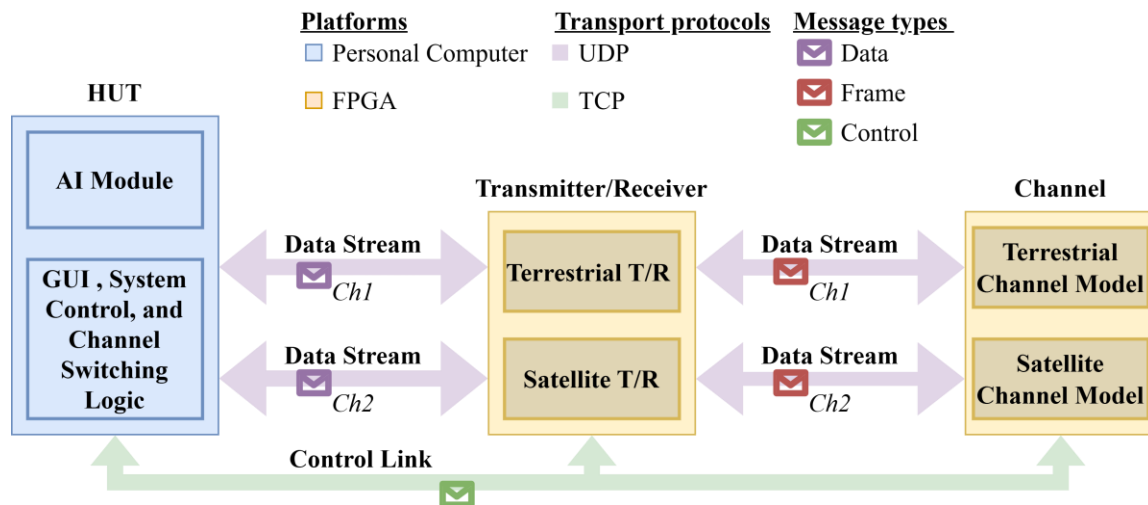 Platforms
Personal Computer
FPGA
Transport protocols
UDP
TCP
Message types
Data
Frame
Control
HUT
AI Module
GUI , System
Control, and
Channel
Switching
Logic
Data Stream
Ch1
Data Stream
Ch2
Transmitter/Receiver
Terrestrial T/R
Satellite T/R
Data Stream
Ch1
Data Stream
Ch2
Channel
Terrestrial
Channel Model
Satellite
Channel Model
Control Link